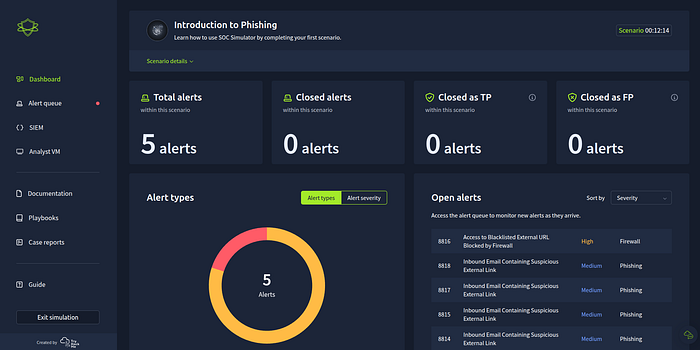 Introduction to Phishing
Learn how to use SOC Simulator by completing your first scenario.
Scenario 00:12:14
Scenario details
Dashboard
Alert queue
SIEM
Analyst VM
Documentation
Playbooks
Case reports
Guide
Exit simulation
Created by
Total alerts
within this scenario
5 alerts
Closed alerts
within this scenario
0 alerts
Closed as TP
within this scenario
0 alerts
Closed as FP
within this scenario
0 alerts
Alert types
Alert types
Alert severity
5
Alerts
Open alerts
Sort by
Severity
Access the alert queue to monitor new alerts as they arrive.
8816
Access to Blacklisted External URL
Blocked by Firewall
High
Firewall
8818
Inbound Email Containing Suspicious
External Link
Medium
Phishing
8817
Inbound Email Containing Suspicious
External Link
Medium
Phishing
8815
Inbound Email Containing Suspicious
External Link
Medium
Phishing
8814
Inbound Email Containing Suspicious
External Link
Medium
Phishing